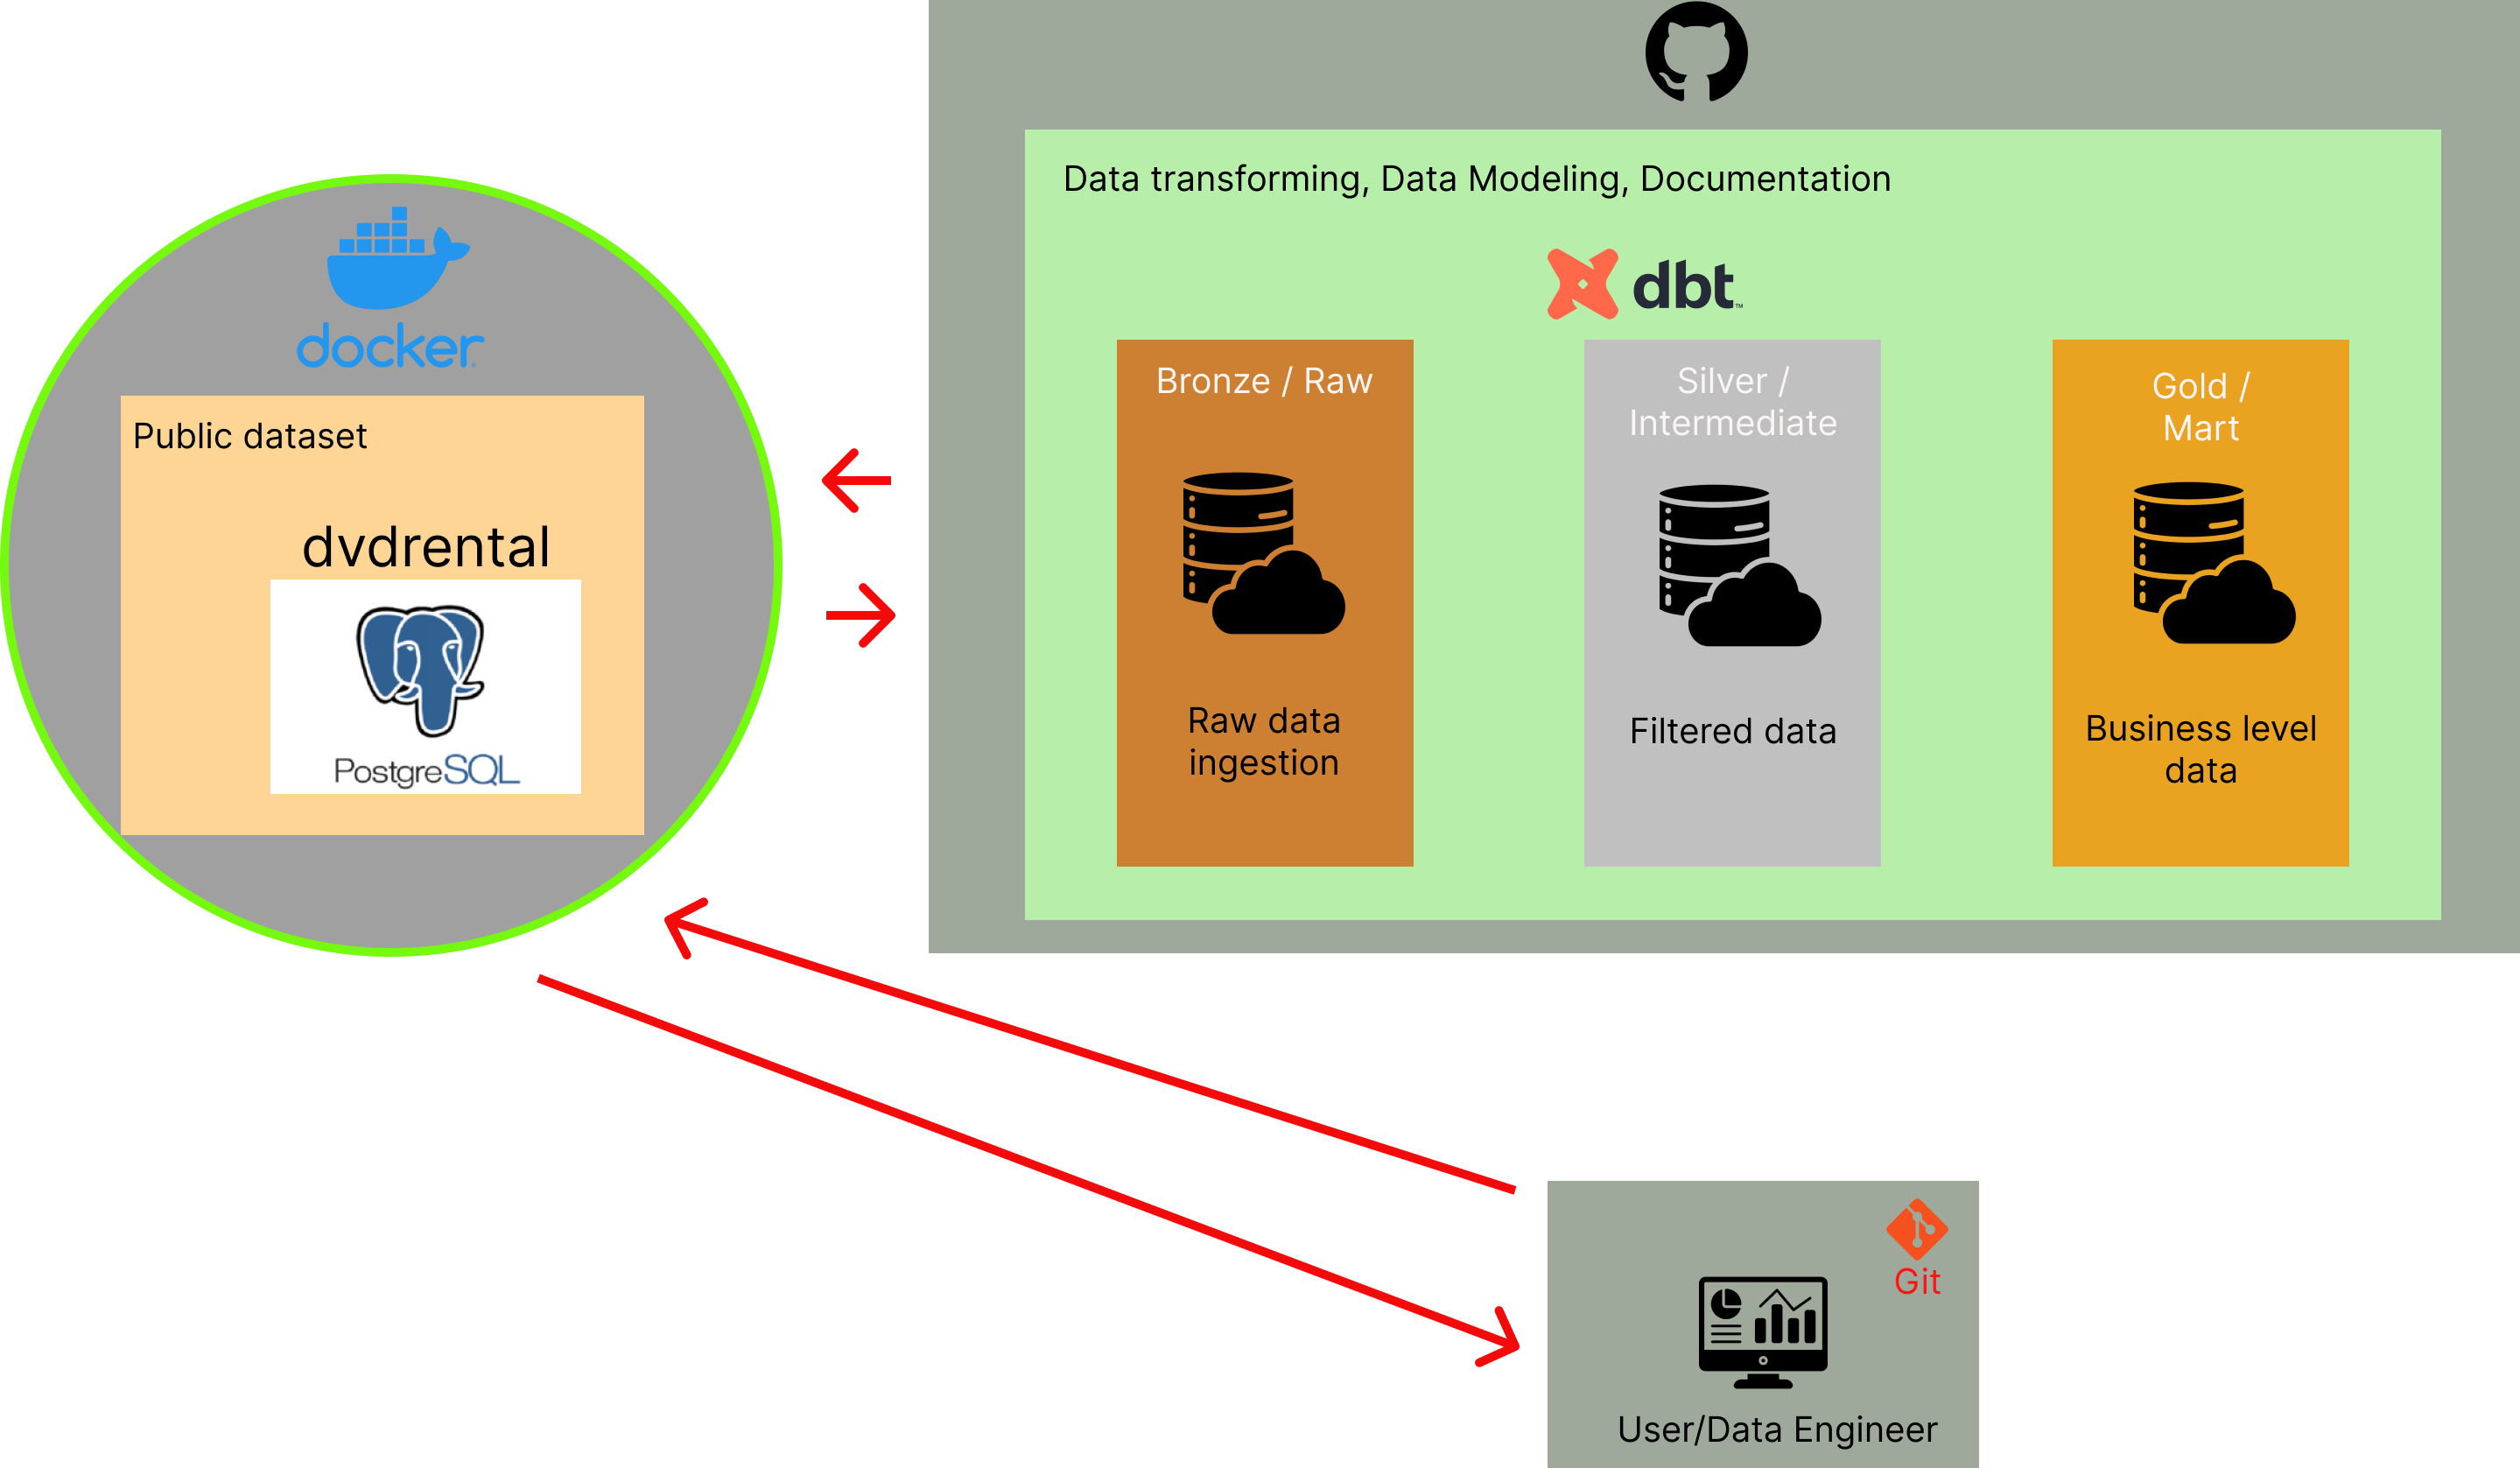 docker
Public dataset
dvdrental
PostgreSQL
Data transforming, Data Modeling, Documentation
dbt™
Bronze / Raw
Raw data
ingestion
Silver /
Intermediate
Filtered data
Gold /
Mart
Business level
data
Git
User/Data Engineer